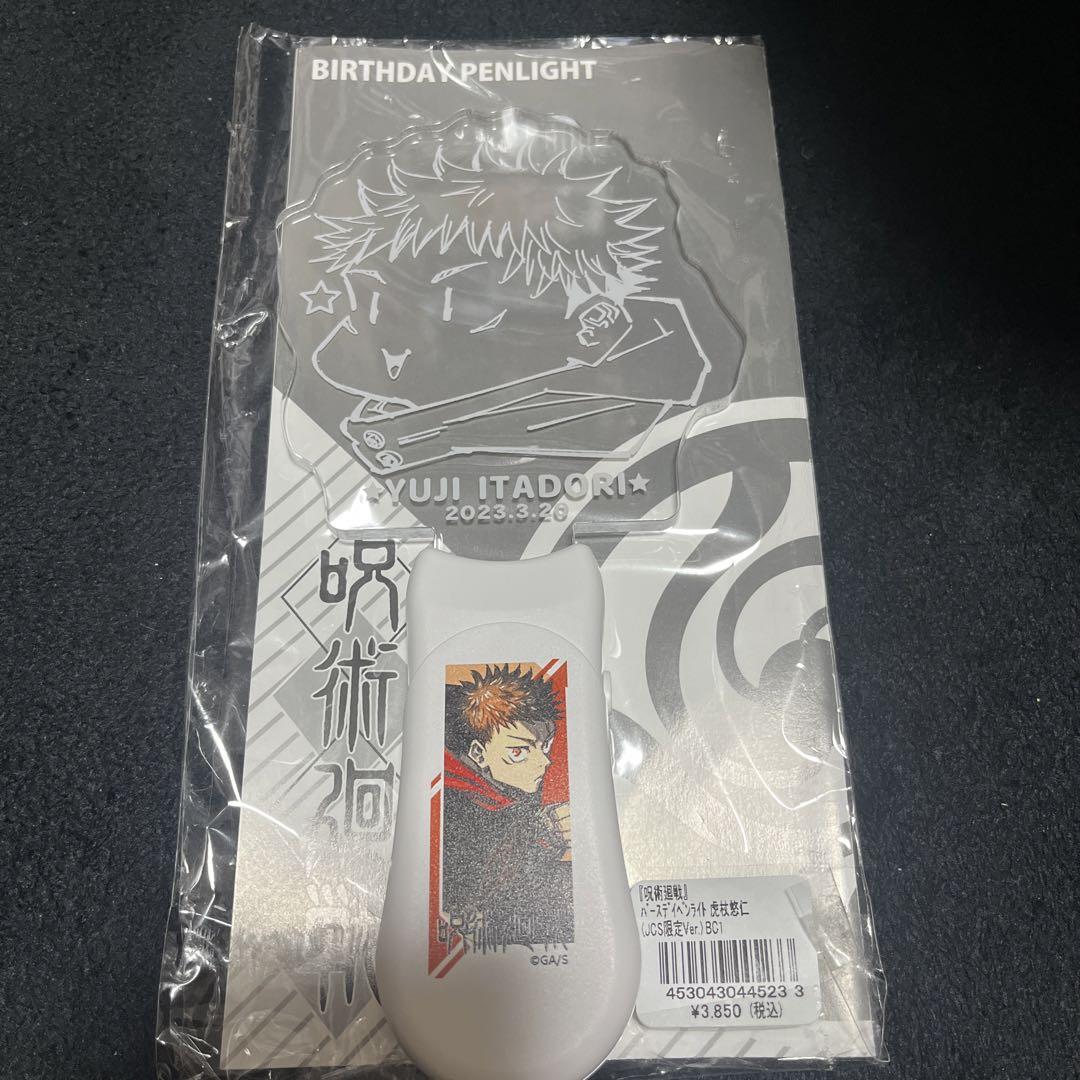 BIRTHDAY PENLIGHT
★YUJI ITADORI★
2023.3.20
呪術廻
呪術廻戦
©GA/S
『呪術廻戦』
ﾊﾞｰｽﾃﾞｲﾍﾟﾝﾗｲﾄ 虎杖悠仁
(JCS限定Ver.) BC1
453043044523 3
¥3,850 (税込)